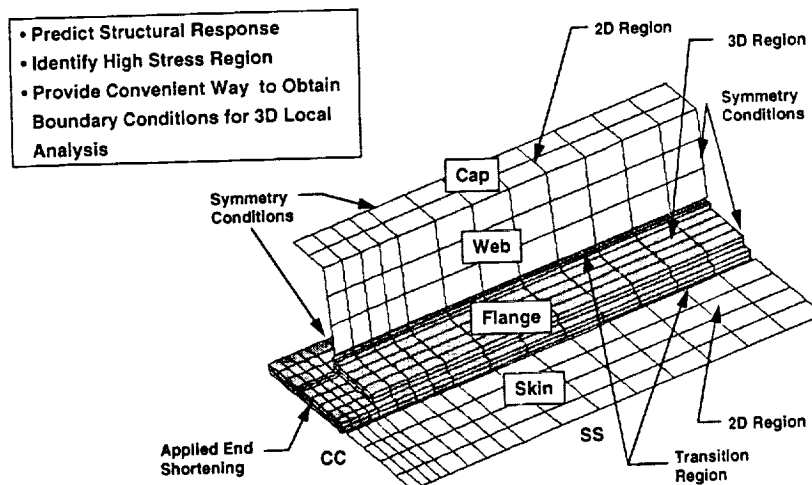 • Predict Structural Response
• Identify High Stress Region
• Provide Convenient Way to Obtain
Boundary Conditions for 3D Local
Analysis
2D Region
3D Region
Symmetry
Conditions
Cap
Symmetry
Conditions
Web
Flange
Skin
Applied End
Shortening
CC
SS
2D Region
Transition
Region